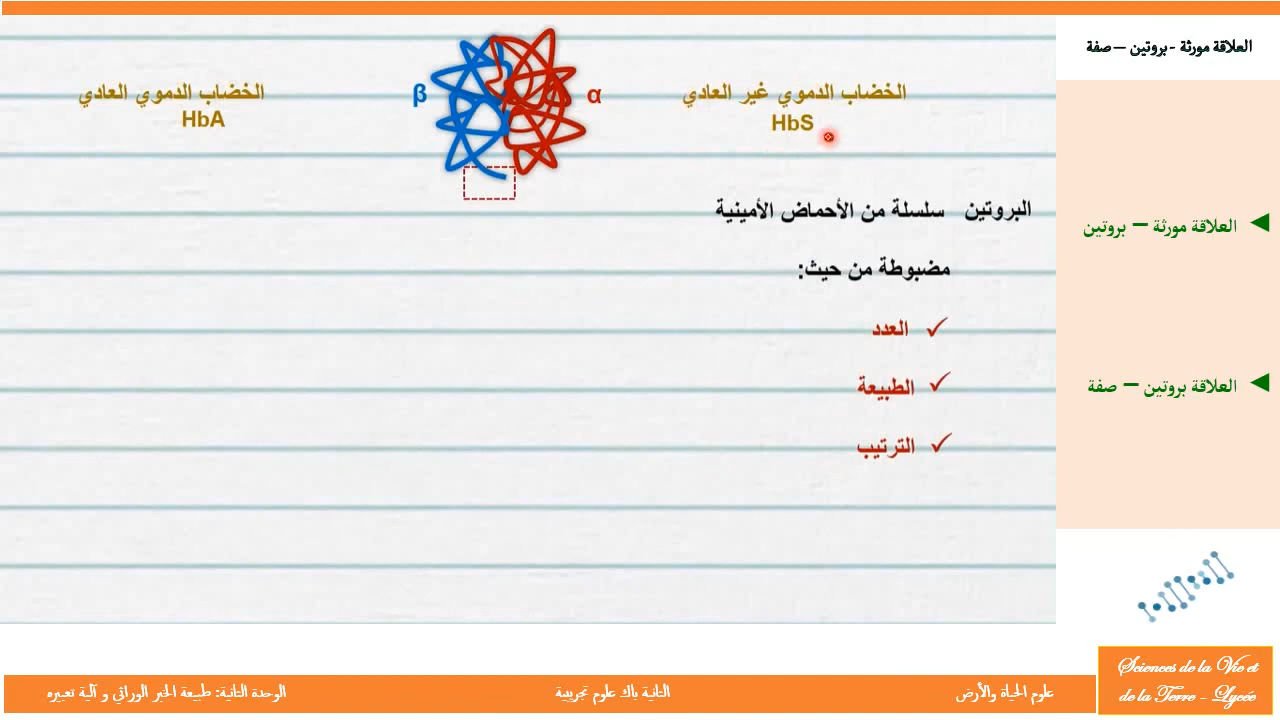 العلاقة مورثة - بروتين – صفة
الخضاب الدموي غير العادي
HbS
α
β
الخضاب الدموي العادي
HbA
البروتين سلسلة من الأحماض الأمينية
مضبوطة من حيث:
✓ العدد
✓ الطبيعة
✓ الترتيب
◄ العلاقة مورثة – بروتين
◄ العلاقة بروتين – صفة
Sciences de la Vie et
de la Terre - Lycée
علوم الحياة والأرض
الثانية باك علوم تجريبية
الوحدة الثانية: طبيعة الخبر الوراثي و آلية تعبيره